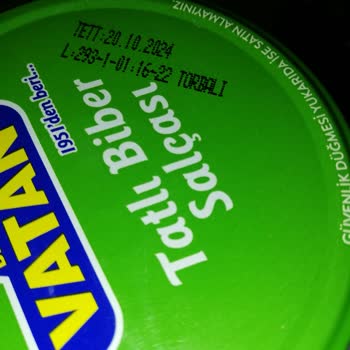 TETT:20.10.2024
L:293-1-01:16-22 TORBALI
1951'den beri...
VATAN
Tatlı Biber
Salçası
GÜVENLİK DÜĞMESİ YUKARIDA İSE SATIN ALMAYINIZ